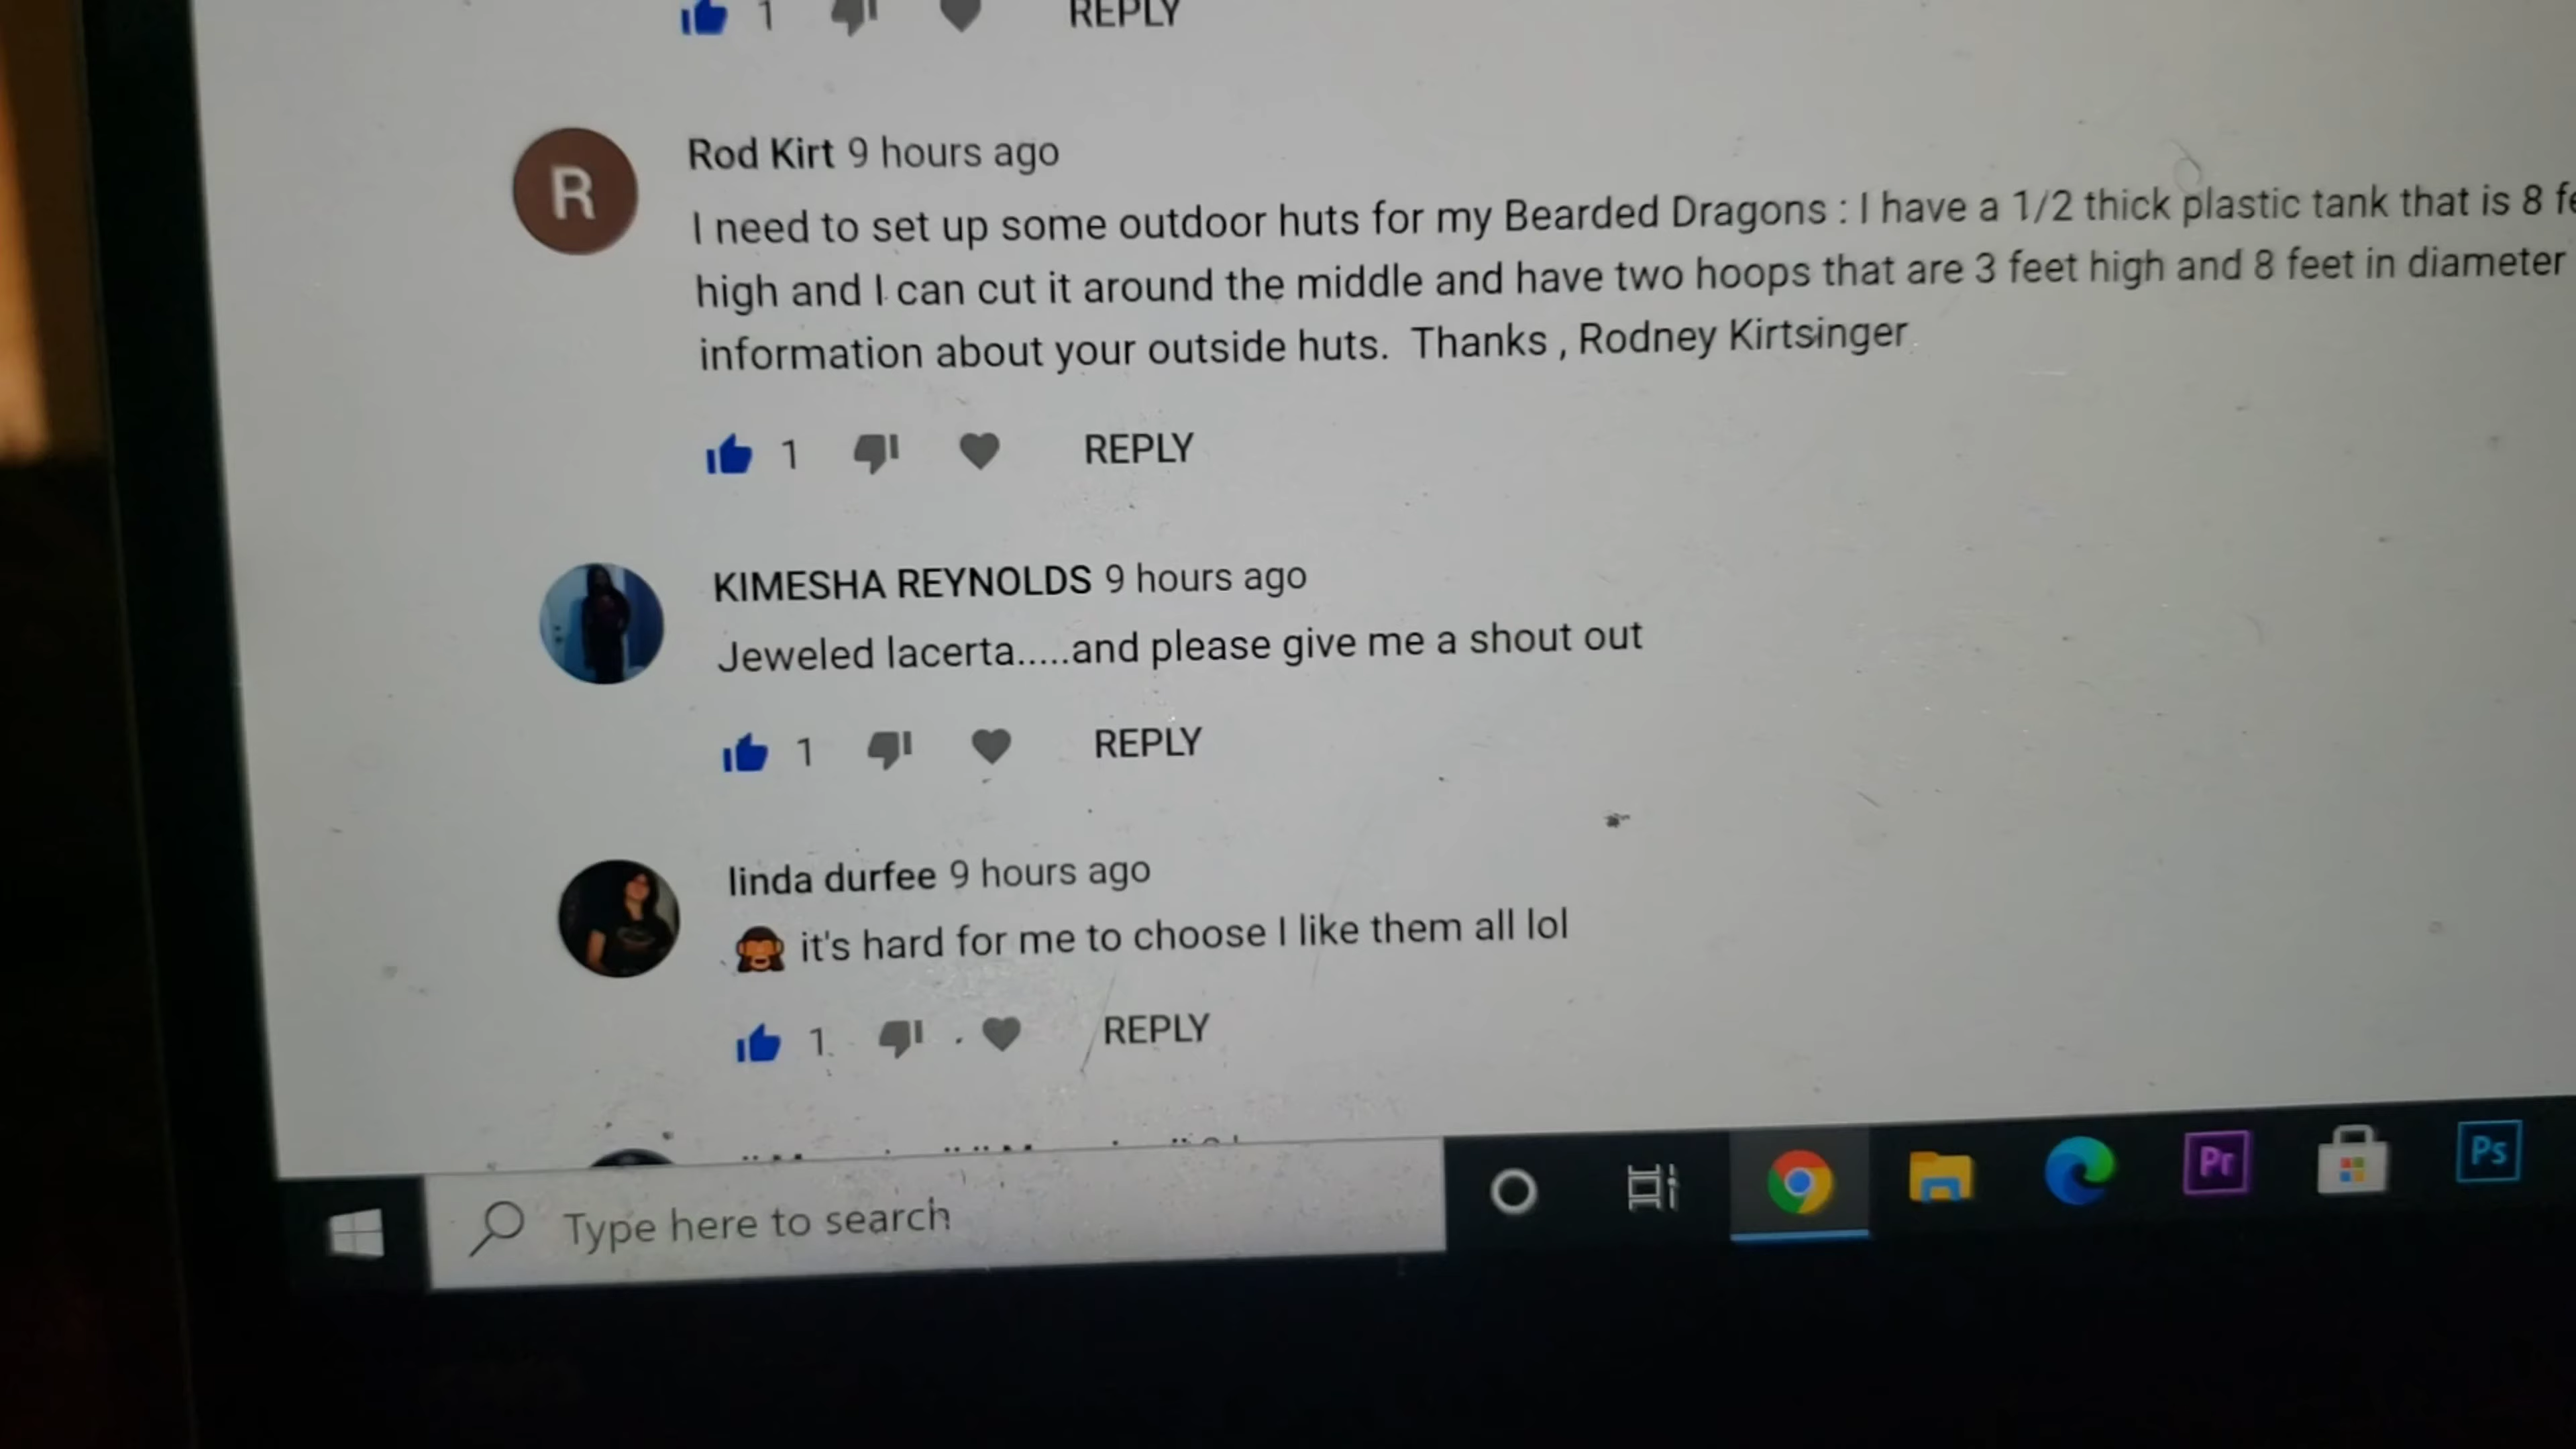 1 REPLY
R
Rod Kirt 9 hours ago
I need to set up some outdoor huts for my Bearded Dragons : I have a 1/2 thick plastic tank that is 8
high and I can cut it around the middle and have two hoops that are 3 feet high and 8 feet in diameter
information about your outside huts. Thanks , Rodney Kirtsinger
1 REPLY
KIMESHA REYNOLDS 9 hours ago
Jeweled lacerta.....and please give me a shout out
1 REPLY
linda durfee 9 hours ago
🙊 it's hard for me to choose I like them all lol
1 REPLY
Type here to search
Pr
Ps